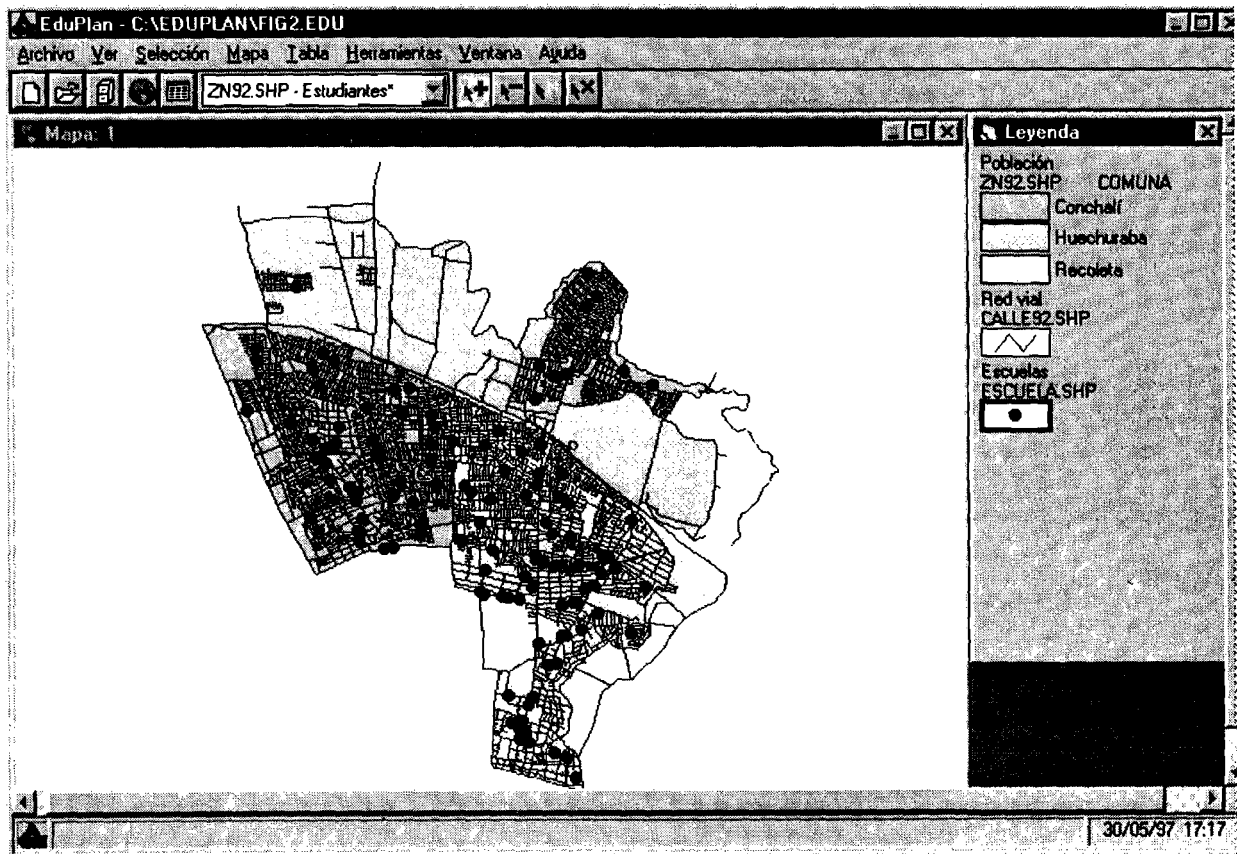 EduPlan - C:\EDUPLAN\FIG2.EDU
Archivo Ver Selección Mapa Tabla Herramientas Ventana Ayuda
ZN92.SHP - Estudiantes*
Mapa: 1
Leyenda
Población
ZN92.SHP COMUNA
Conchalí
Huechuraba
Recoleta
Red vial
CALLE92.SHP
Escuelas
ESCUELA.SHP
30/05/97 17:17